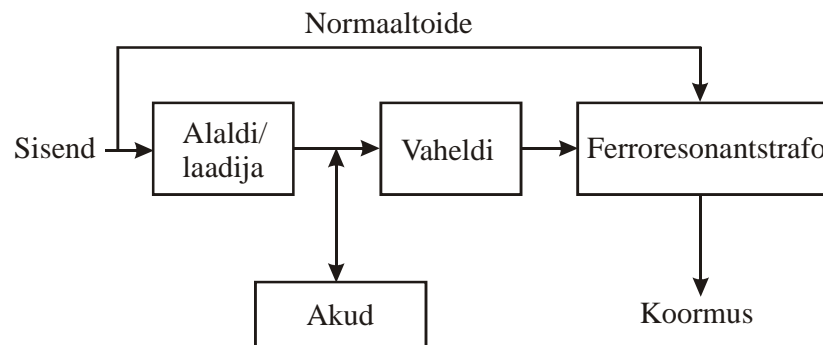 Normaaltoide
Sisend
Alaldi/
laadija
Vaheldi
Ferroresonantstrafo
Akud
Koormus